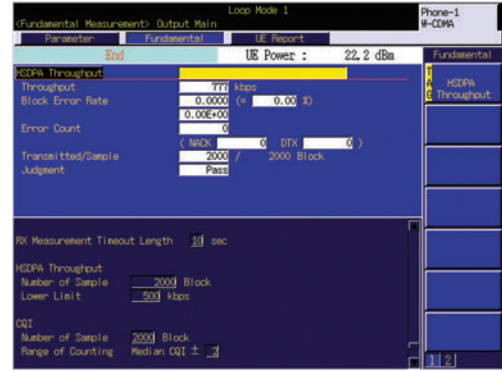 Loop Mode 1
Phone-1
<Fundamental Measurement> Output Main
W-CDMA
Parameter Fundamental UE Report
End UE Power : 22.2 dBm
Fundamental
HSDPA Throughput
Throughput 777 kbps
Block Error Rate 0.0000 (= 0.00 %)
0.00E+00
Error Count 0
( NACK 0 DTX 0 )
Transmitted/Sample 2000 / 2000 Block
Judgment Pass
HSDPA
Throughput
RX Measurement Timeout Length 10 sec
HSDPA Throughput
Number of Sample 2000 Block
Lower Limit 500 kbps
CQI
Number of Sample 2000 Block
Range of Counting Median CQI ± 2
1 2